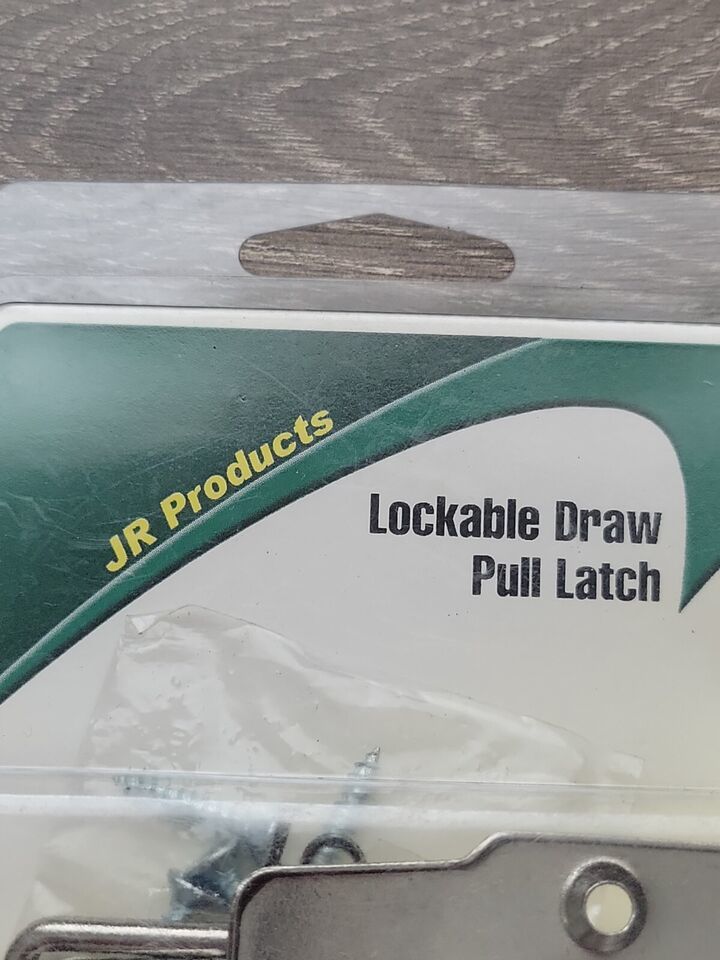 JR Products
Lockable Draw
Pull Latch